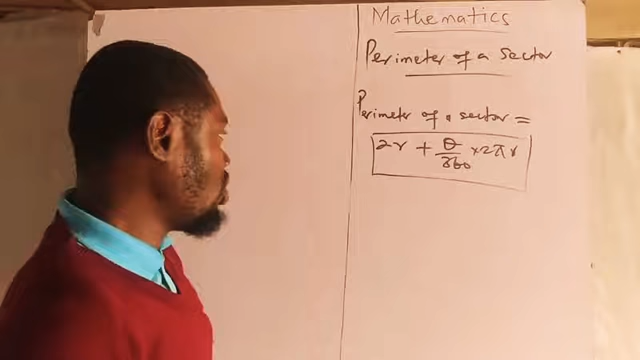 Mathematics
Perimeter of a Sector
Perimeter of a sector =
2r + θ/360 × 2πr